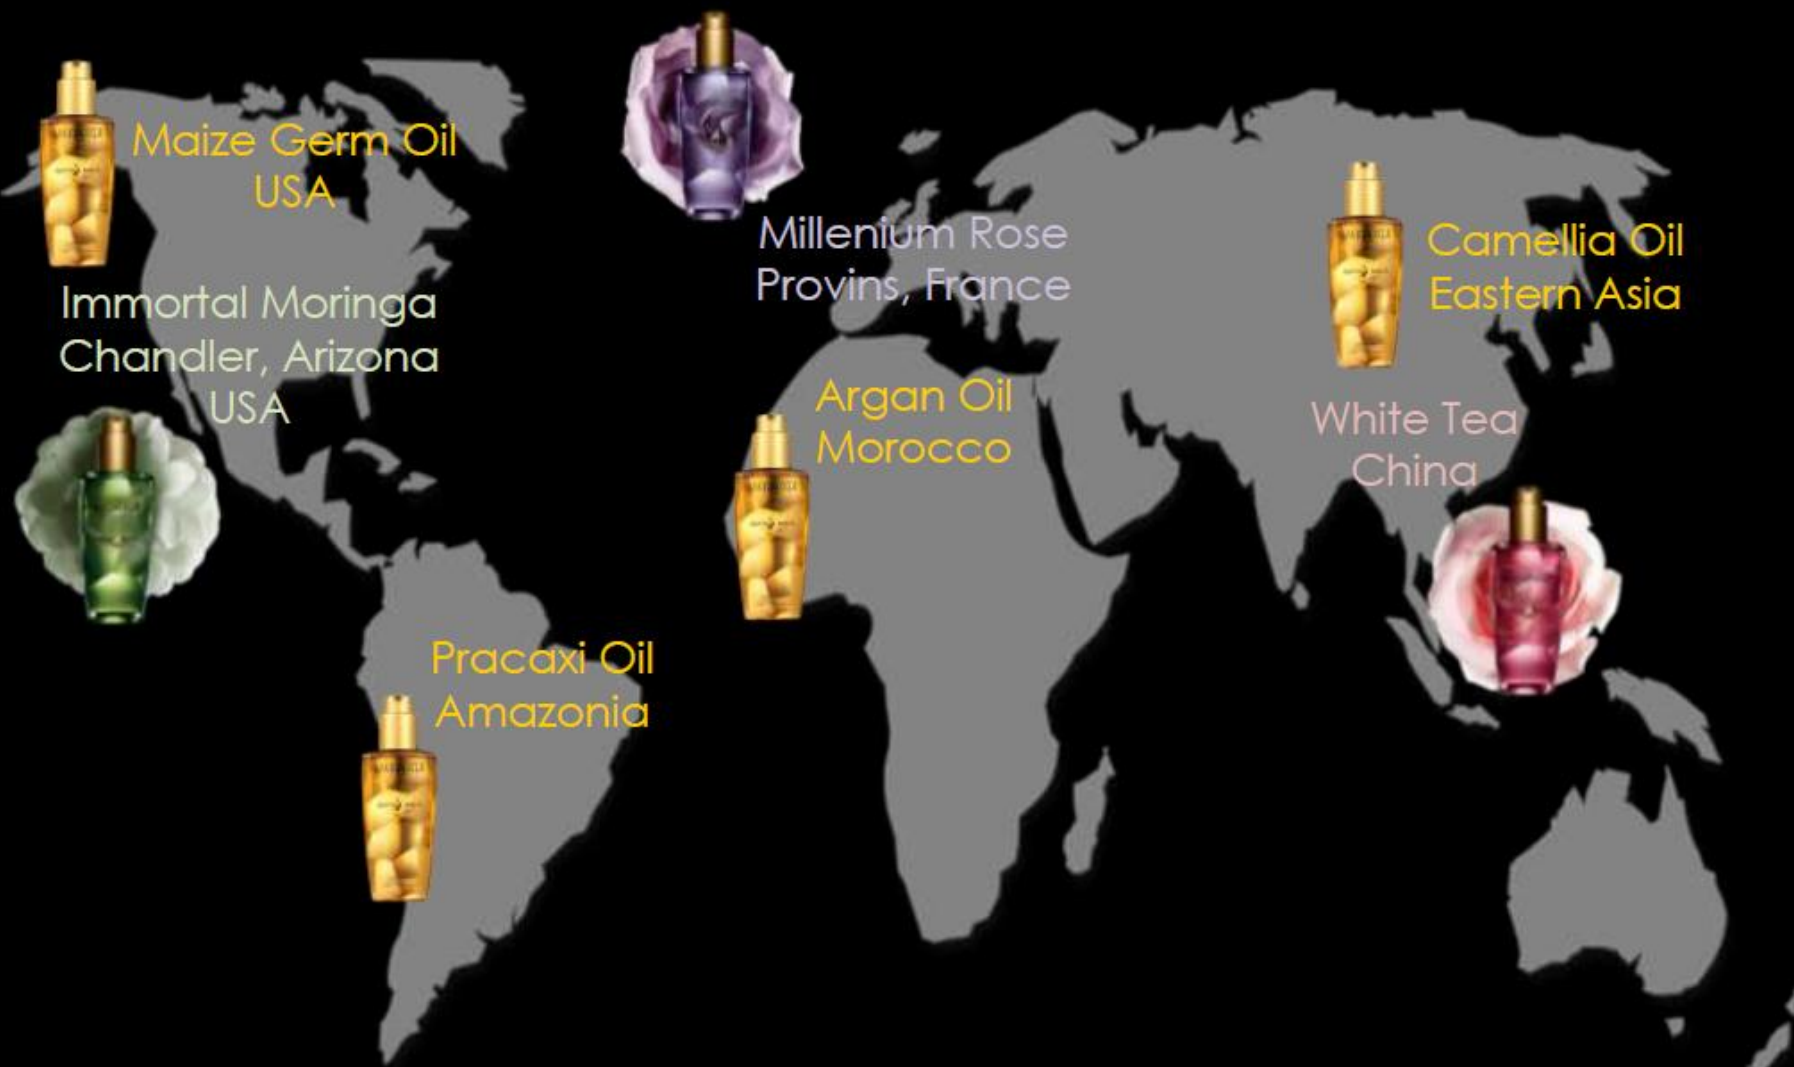 Maize Germ Oil
USA
Immortal Moringa
Chandler, Arizona
USA
Millenium Rose
Provins, France
Camellia Oil
Eastern Asia
Argan Oil
Morocco
White Tea
China
Pracaxi Oil
Amazonia